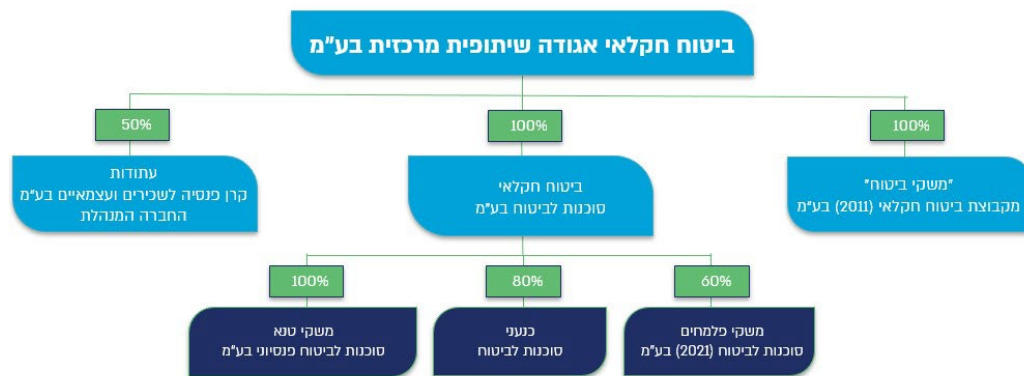 ביטוח חקלאי אגודה שיתופית מרכזית בע"מ
100%
100%
50%
"משקי ביטוח"
מקבוצת ביטוח חקלאי (2011) בע"מ
ביטוח חקלאי
סוכנות לביטוח בע"מ
עתודות
קרן פנסיה לשכירים ועצמאיים בע"מ
החברה המנהלת
60%
80%
100%
משקי פלמחים
סוכנות לביטוח (2021) בע"מ
כנעני
סוכנות לביטוח
משקי טנא
סוכנות לביטוח פנסיוני בע"מ